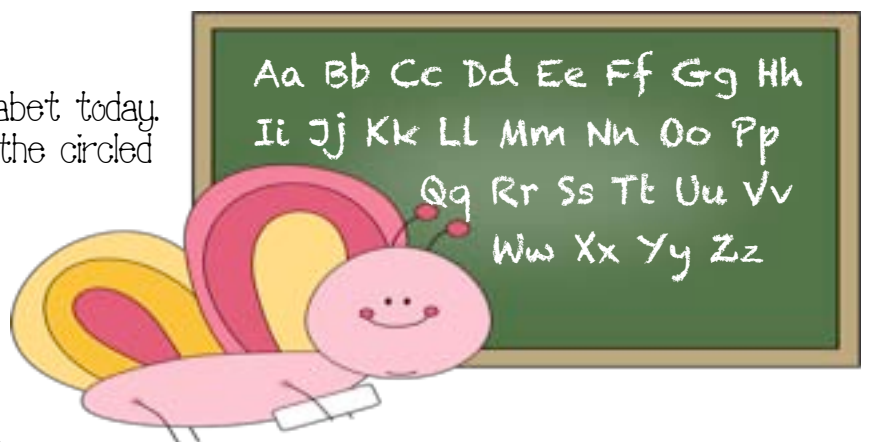 today.
the circled
Aa Bb Cc Dd Ee Ff Gg Hh
Ii Jj Kk Ll Mm Nn Oo Pp
Qq Rr Ss Tt Uu Vv
Ww Xx Yy Zz